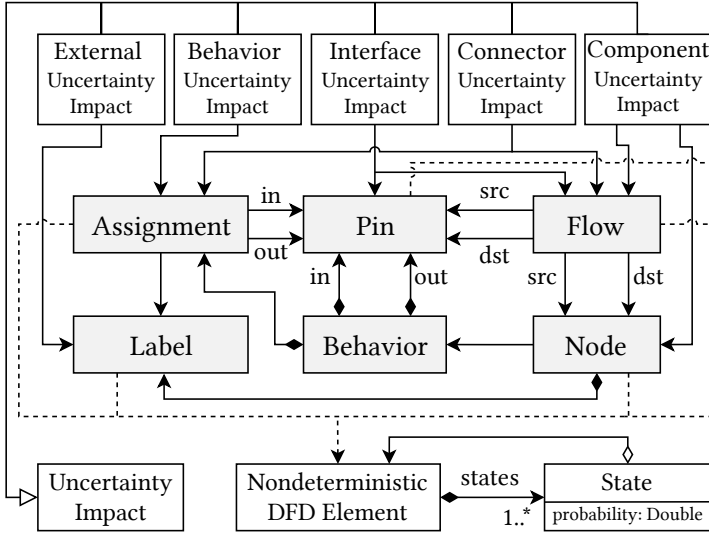 External Uncertainty Impact
Behavior Uncertainty Impact
Interface Uncertainty Impact
Connector Uncertainty Impact
Component Uncertainty Impact
Assignment
in
out
Pin
src
dst
Flow
in
out
src
dst
Label
Behavior
Node
Uncertainty
Impact
Nondeterministic
DFD Element
states
1..*
State
probability: Double